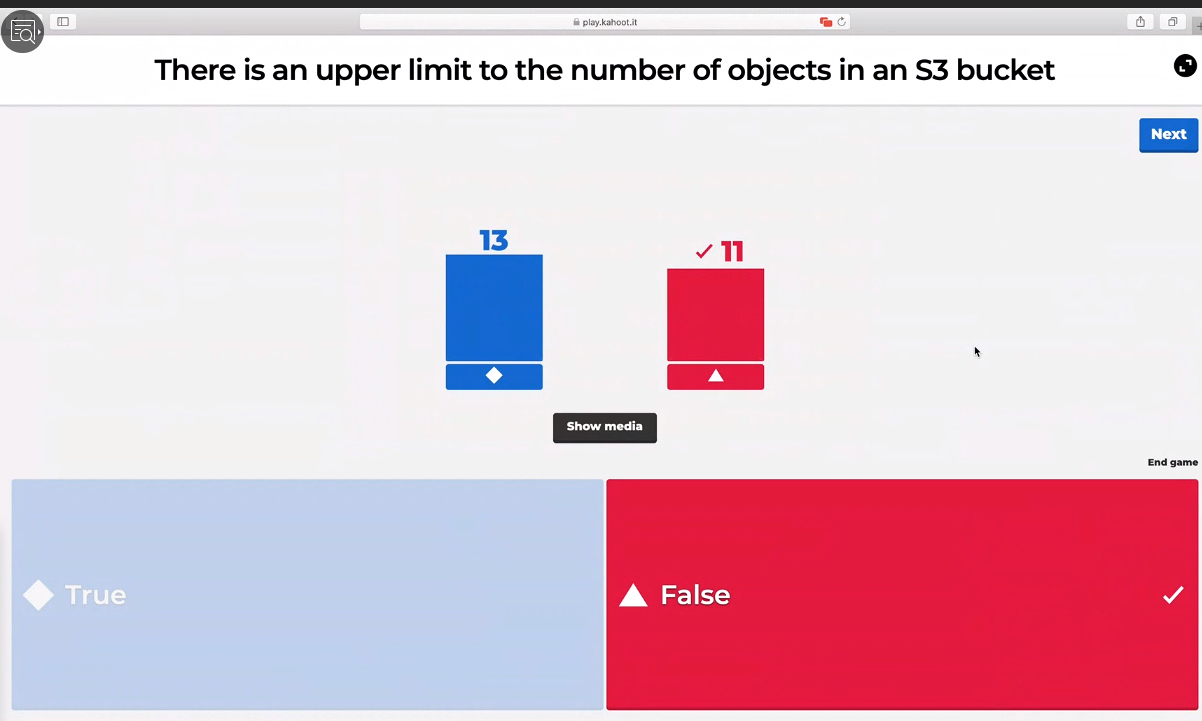 play.kahoot.it
There is an upper limit to the number of objects in an S3 bucket
Next
13
11
Show media
End game
True
False